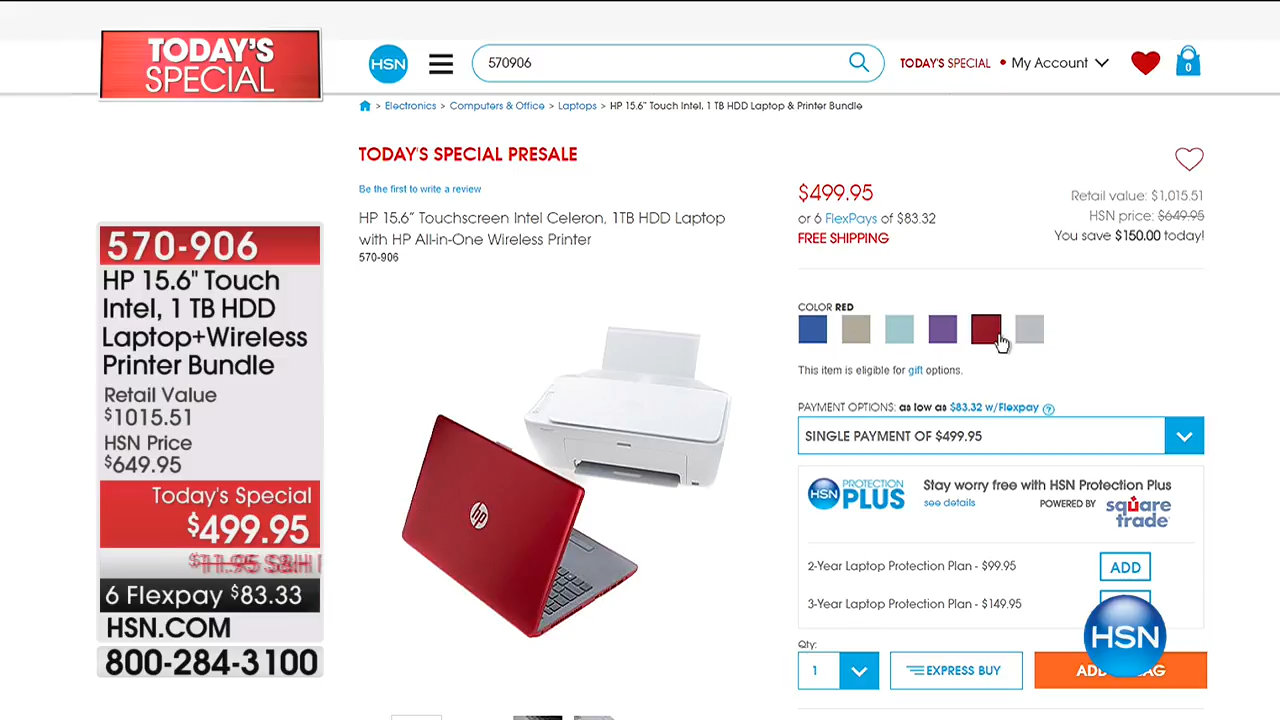 TODAY'S
SPECIAL
HSN
570906
TODAY'S SPECIAL • My Account
0
> Electronics > Computers & Office > Laptops > HP 15.6" Touch Intel, 1 TB HDD Laptop & Printer Bundle
TODAY'S SPECIAL PRESALE
Be the first to write a review
HP 15.6" Touchscreen Intel Celeron, 1TB HDD Laptop
with HP All-in-One Wireless Printer
570-906
$499.95
or 6 FlexPays of $83.32
FREE SHIPPING
Retail value: $1,015.51
HSN price: $649.95
You save $150.00 today!
570-906
HP 15.6" Touch
Intel, 1 TB HDD
Laptop+Wireless
Printer Bundle
Retail Value
$1015.51
HSN Price
$649.95
Today's Special
$499.95
$11.95 S&H
6 Flexpay $83.33
HSN.COM
800-284-3100
hp
COLOR RED
This item is eligible for gift options.
PAYMENT OPTIONS: as low as $83.32 w/Flexpay ?
SINGLE PAYMENT OF $499.95
HSN PROTECTION PLUS
Stay worry free with HSN Protection Plus
see details
POWERED BY
square
trade
2-Year Laptop Protection Plan - $99.95
ADD
3-Year Laptop Protection Plan - $149.95
Qty:
1
EXPRESS BUY
HSN